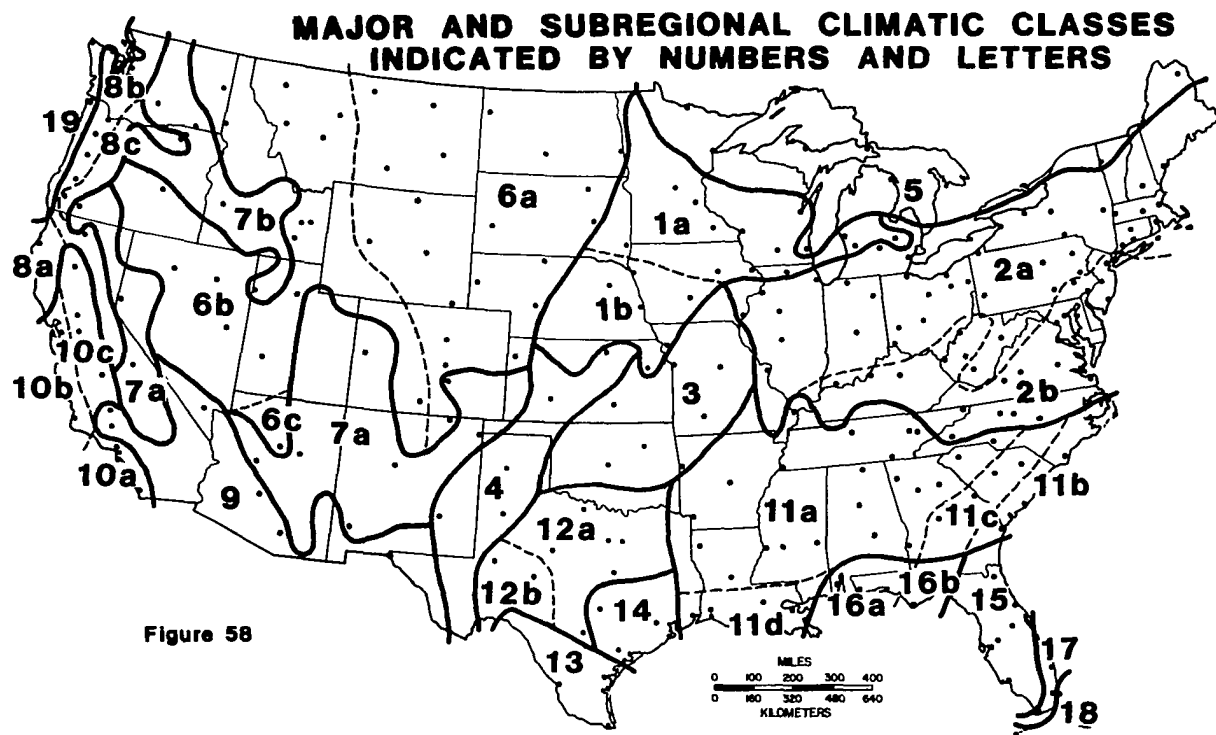 MAJOR AND SUBREGIONAL CLIMATIC CLASSES
INDICATED BY NUMBERS AND LETTERS
8b
19
8c
5
6a
7b
1a
8a
2a
6b
1b
10c
10b
7a
3
2b
6c
7a
10a
4
9
11a
11b
11c
12a
12b
16b
16a
15
14
11d
Figure 58
13
17
18
MILES
0 100 200 300 400
0 160 320 480 640
KILOMETERS